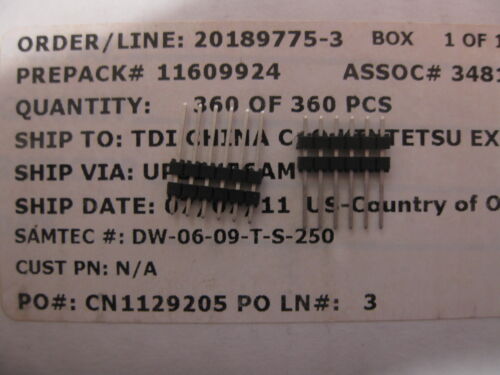 ORDER/LINE: 20189775-3 BOX 1 OF 1
PREPACK# 11609924 ASSOC# 3481
QUANTITY: 360 OF 360 PCS
SHIP TO: TDI CHINA EX
SHIP VIA:
SHIP DATE: 11 US-Country of O
SAMTEC #: DW-06-09-T-S-250
CUST PN: N/A
PO#: CN1129205 PO LN#: 3